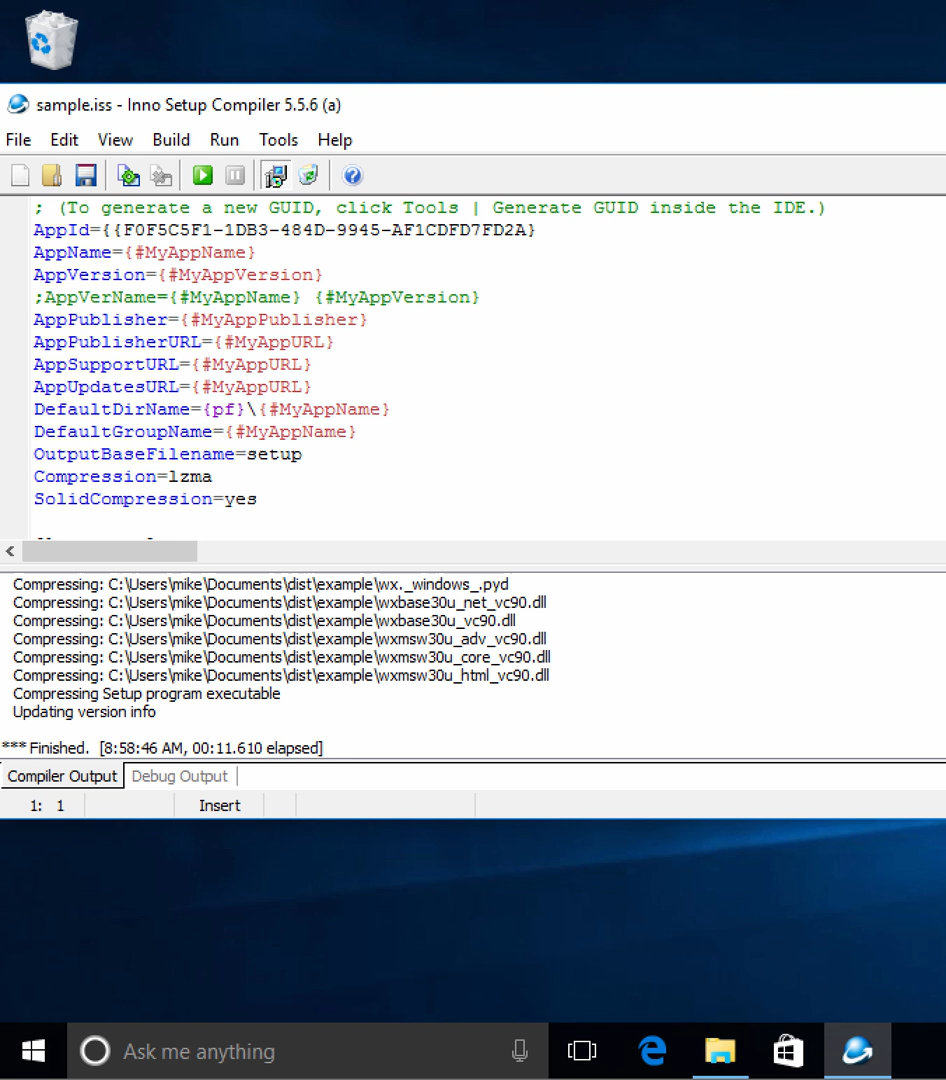 sample.iss - Inno Setup Compiler 5.5.6 (a)
File Edit View Build Run Tools Help
; (To generate a new GUID, click Tools | Generate GUID inside the IDE.)
AppId={{F0F5C5F1-1DB3-484D-9945-AF1CDFD7FD2A}
AppName={#MyAppName}
AppVersion={#MyAppVersion}
;AppVerName={#MyAppName} {#MyAppVersion}
AppPublisher={#MyAppPublisher}
AppPublisherURL={#MyAppURL}
AppSupportURL={#MyAppURL}
AppUpdatesURL={#MyAppURL}
DefaultDirName={pf}\{#MyAppName}
DefaultGroupName={#MyAppName}
OutputBaseFilename=setup
Compression=lzma
SolidCompression=yes
Compressing: C:\Users\mike\Documents\dist\example\wx._windows_.pyd
Compressing: C:\Users\mike\Documents\dist\example\wxbase30u_net_vc90.dll
Compressing: C:\Users\mike\Documents\dist\example\wxbase30u_vc90.dll
Compressing: C:\Users\mike\Documents\dist\example\wxmsw30u_adv_vc90.dll
Compressing: C:\Users\mike\Documents\dist\example\wxmsw30u_core_vc90.dll
Compressing: C:\Users\mike\Documents\dist\example\wxmsw30u_html_vc90.dll
Compressing Setup program executable
Updating version info
*** Finished. [8:58:46 AM, 00:11.610 elapsed]
Compiler Output Debug Output
1: 1 Insert
Ask me anything